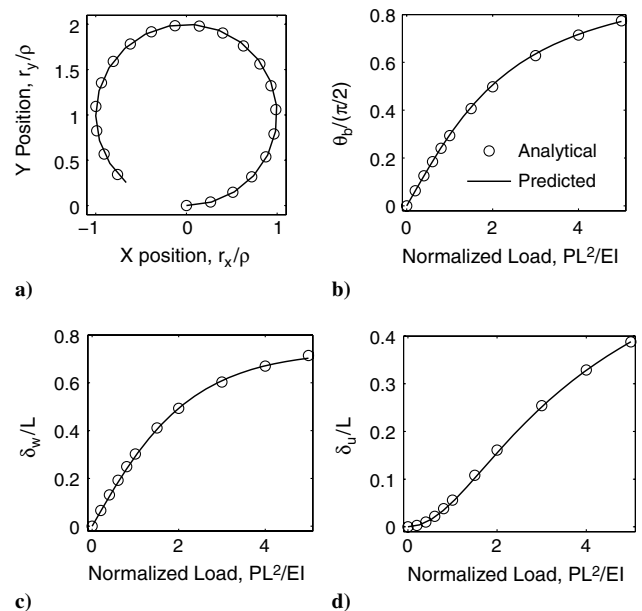 2
1.5
1
0.5
0
−1
0
1
Y Position, r_y/ρ
X position, r_x/ρ
a)
0.8
0.6
0.4
0.2
0
0
2
4
θ_b/(π/2)
Analytical
Predicted
Normalized Load, PL²/EI
b)
0.8
0.6
0.4
0.2
0
0
2
4
δ_w/L
Normalized Load, PL²/EI
c)
0.4
0.3
0.2
0.1
0
0
2
4
δ_u/L
Normalized Load, PL²/EI
d)